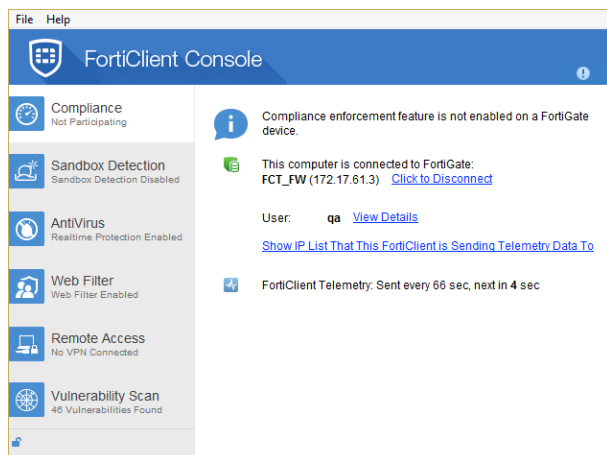 File Help
FortiClient Console
Compliance
Not Participating
Sandbox Detection
Sandbox Detection Disabled
AntiVirus
Realtime Protection Enabled
Web Filter
Web Filter Enabled
Remote Access
No VPN Connected
Vulnerability Scan
46 Vulnerabilities Found
Compliance enforcement feature is not enabled on a FortiGate
device.
This computer is connected to FortiGate:
FCT_FW (172.17.61.3) Click to Disconnect
User: qa View Details
Show IP List That This FortiClient is Sending Telemetry Data To
FortiClient Telemetry: Sent every 66 sec, next in 4 sec